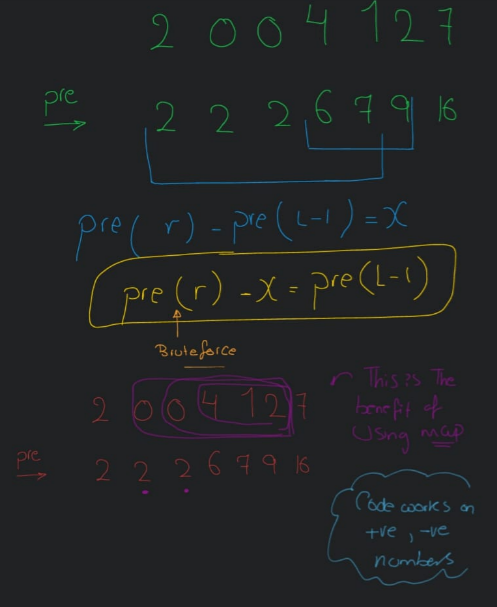 2 0 0 4 1 2 7
pre 2 2 2 6 7 9 16
pre( r) - pre(L-1) = x
pre(r) - x = pre(L-1)
Bruteforce
2 0 0 4 1 2 7
This is The
benefit of
Using map
pre 2 2 2 6 7 9 16
Code works on
+ve, -ve
numbers